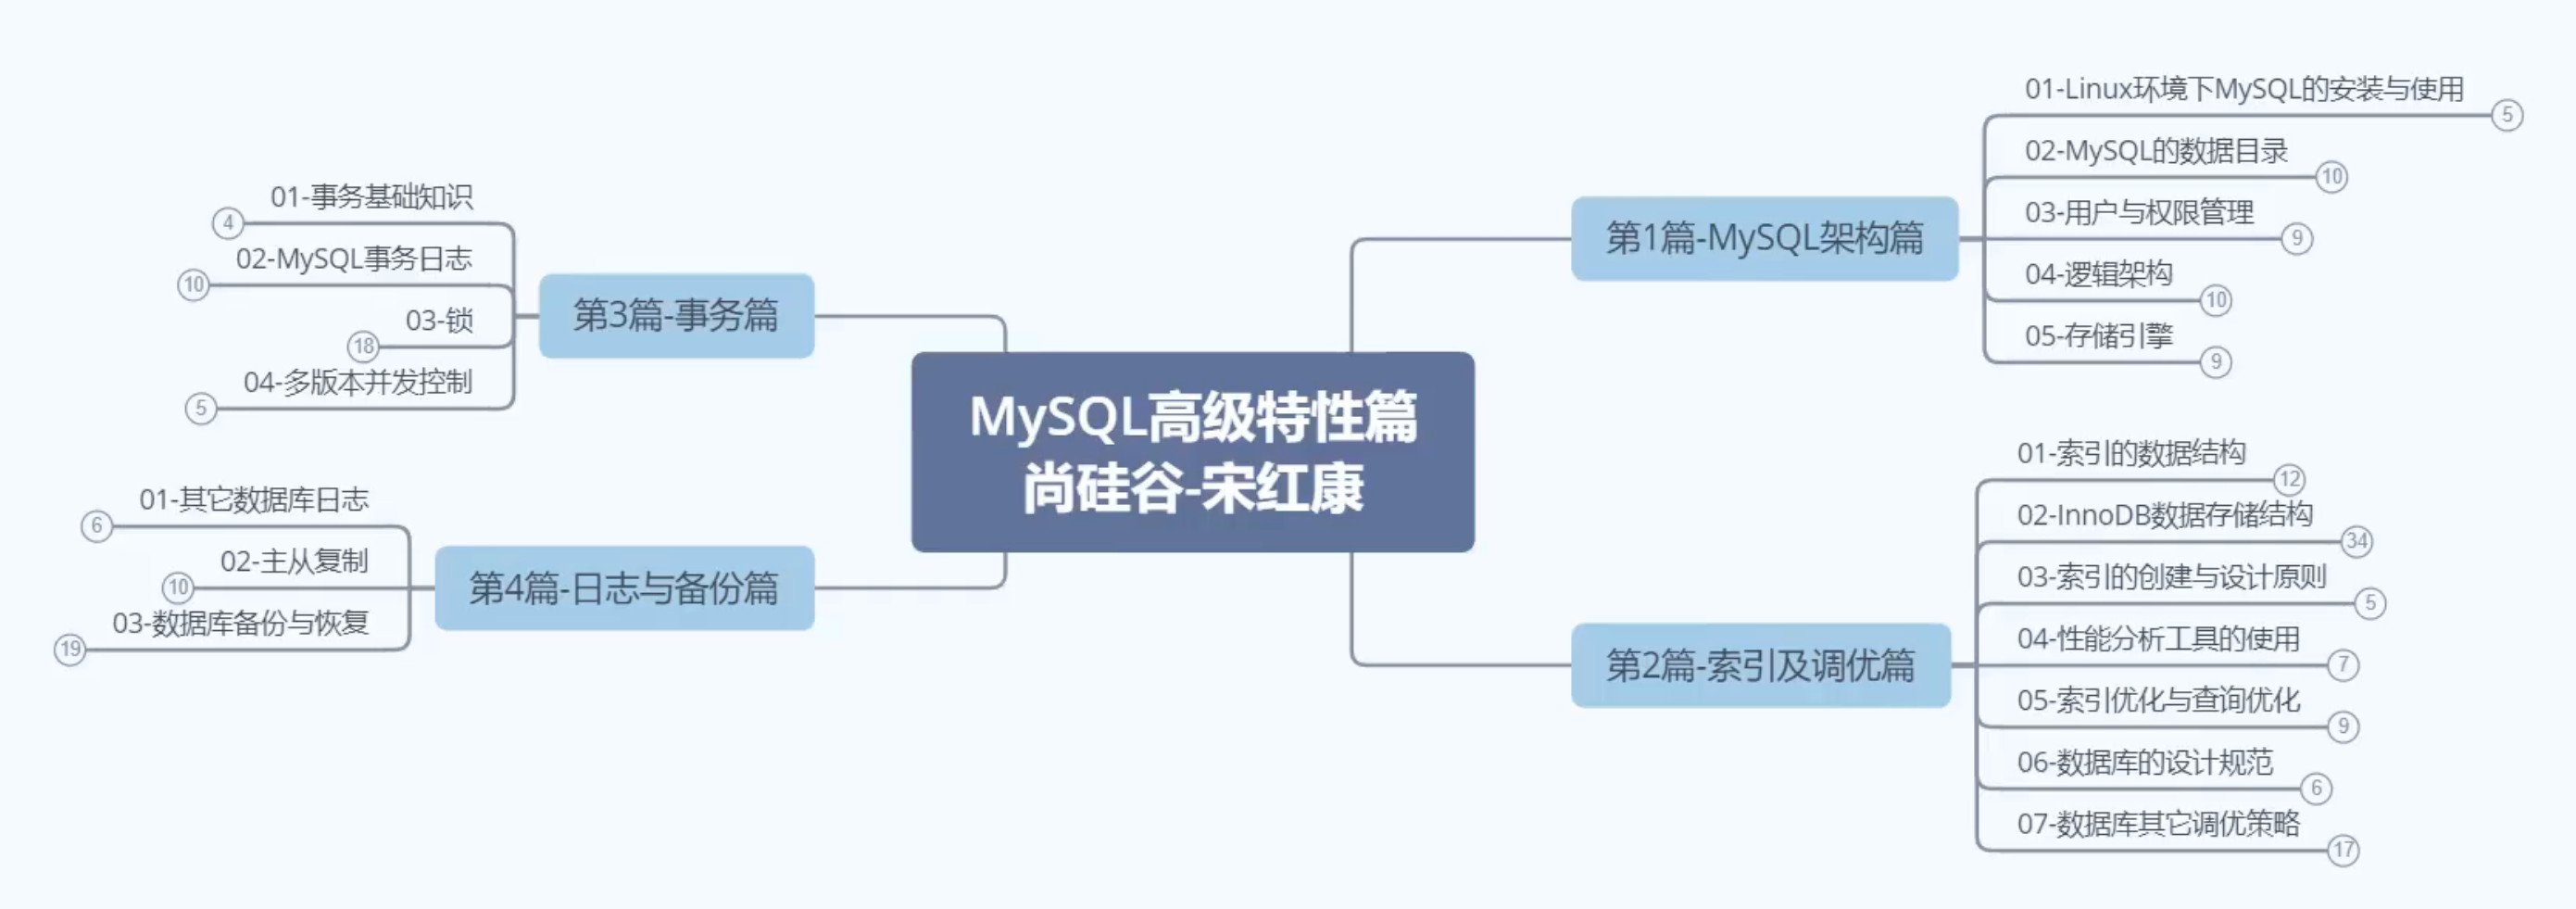 MySQL高级特性篇
尚硅谷-宋红康
第1篇-MySQL架构篇
01-Linux环境下MySQL的安装与使用
5
02-MySQL的数据目录
10
03-用户与权限管理
9
04-逻辑架构
10
05-存储引擎
9
第2篇-索引及调优篇
01-索引的数据结构
12
02-InnoDB数据存储结构
34
03-索引的创建与设计原则
5
04-性能分析工具的使用
7
05-索引优化与查询优化
9
06-数据库的设计规范
6
07-数据库其它调优策略
17
第3篇-事务篇
01-事务基础知识
4
02-MySQL事务日志
10
03-锁
18
04-多版本并发控制
5
第4篇-日志与备份篇
01-其它数据库日志
6
02-主从复制
10
03-数据库备份与恢复
19